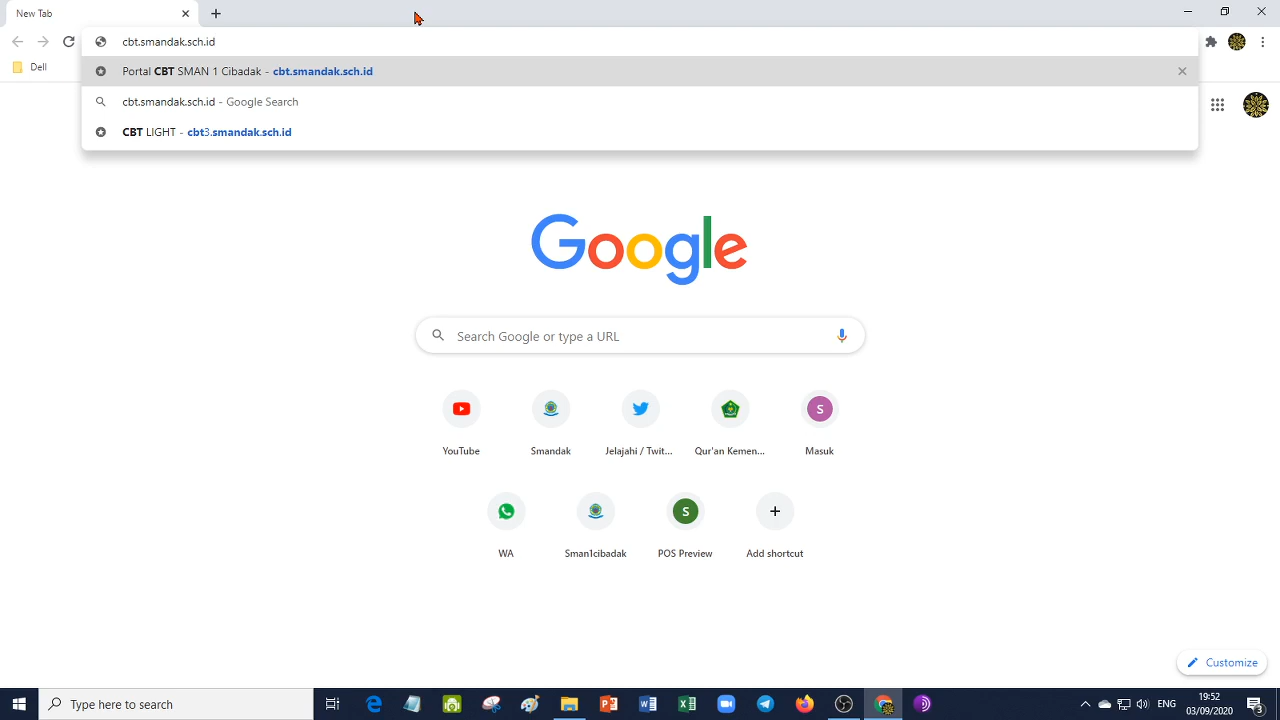 New Tab
cbt.smandak.sch.id
Dell
Portal CBT SMAN 1 Cibadak - cbt.smandak.sch.id
cbt.smandak.sch.id - Google Search
CBT LIGHT - cbt3.smandak.sch.id
Google
Search Google or type a URL
S
YouTube
Smandak
Jelajahi / Twit...
Qur'an Kemen...
Masuk
S
WA
Sman1cibadak
POS Preview
Add shortcut
Customize
Type here to search
ENG
19:52
03/09/2020
3